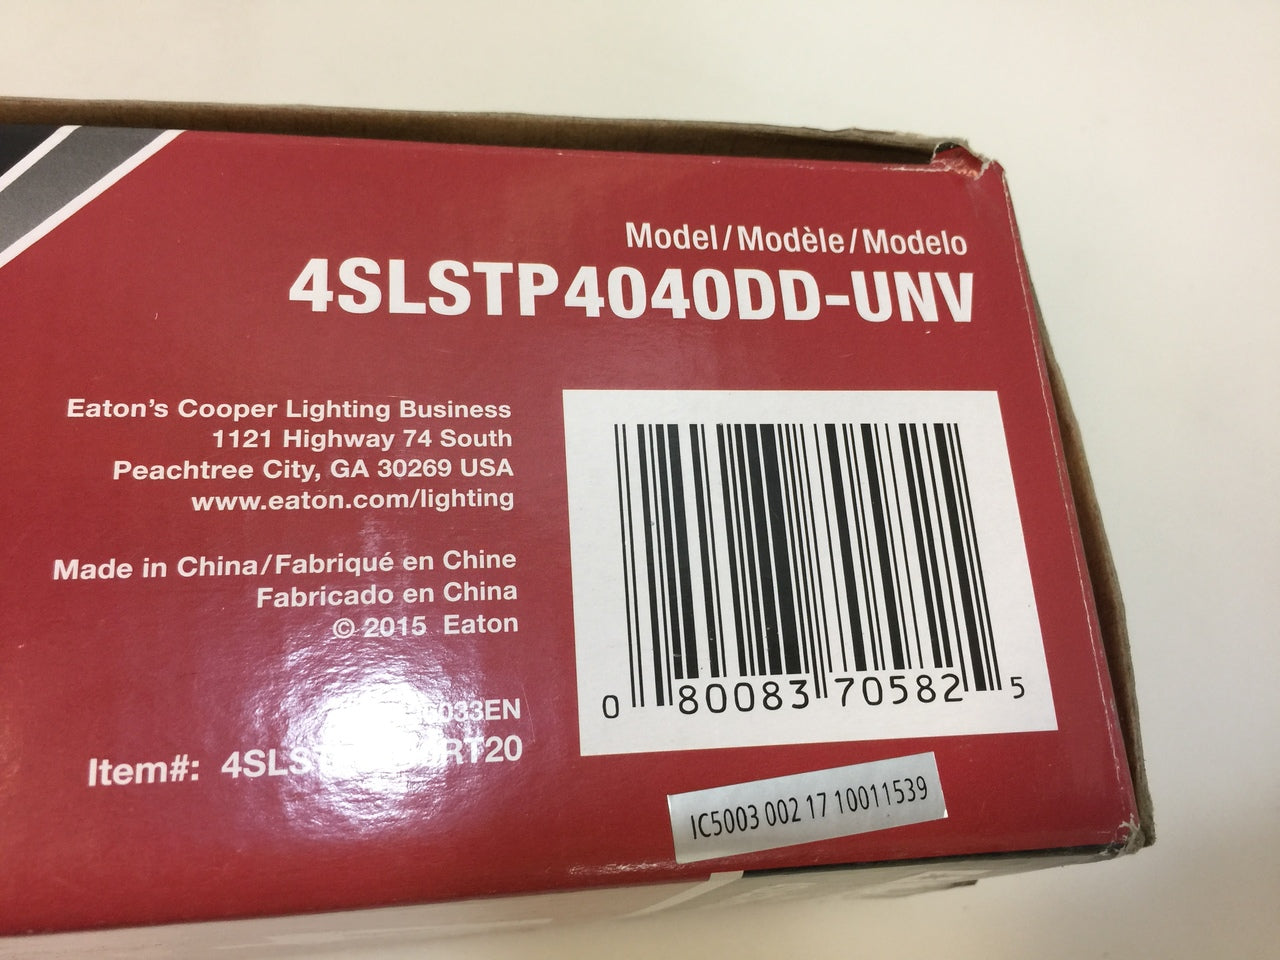 Model/Modèle/Modelo
4SLSTP4040DD-UNV
Eaton's Cooper Lighting Business
1121 Highway 74 South
Peachtree City, GA 30269 USA
www.eaton.com/lighting
Made in China/Fabriqué en Chine
Fabricado en China
© 2015 Eaton
Item#:
0 80083 70582 5
IC5003 002 17 10011539